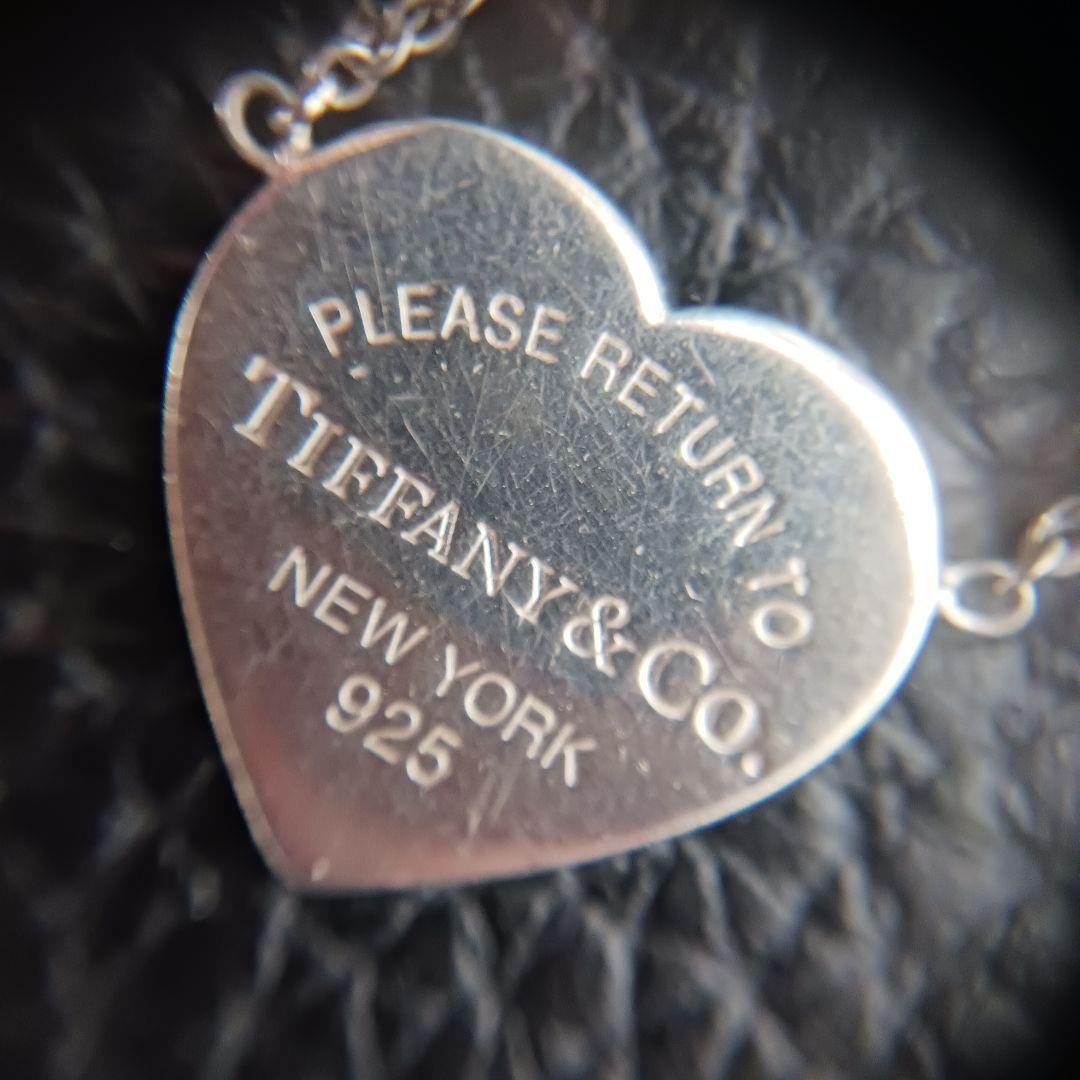 PLEASE RETURN TO
TIFFANY & CO.
NEW YORK
925